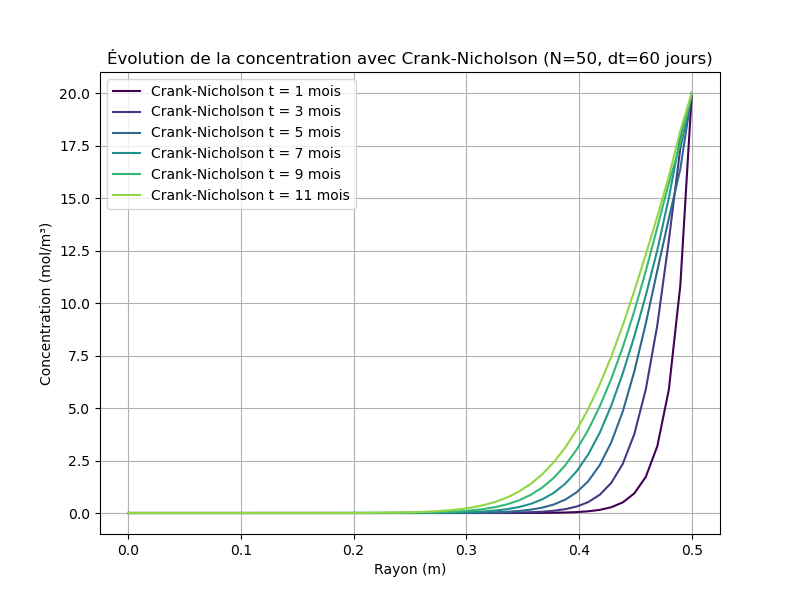 Évolution de la concentration avec Crank-Nicholson (N=50, dt=60 jours)
Crank-Nicholson t = 1 mois
Crank-Nicholson t = 3 mois
Crank-Nicholson t = 5 mois
Crank-Nicholson t = 7 mois
Crank-Nicholson t = 9 mois
Crank-Nicholson t = 11 mois
Concentration (mol/m³)
20.0
17.5
15.0
12.5
10.0
7.5
5.0
2.5
0.0
0.0 0.1 0.2 0.3 0.4 0.5
Rayon (m)